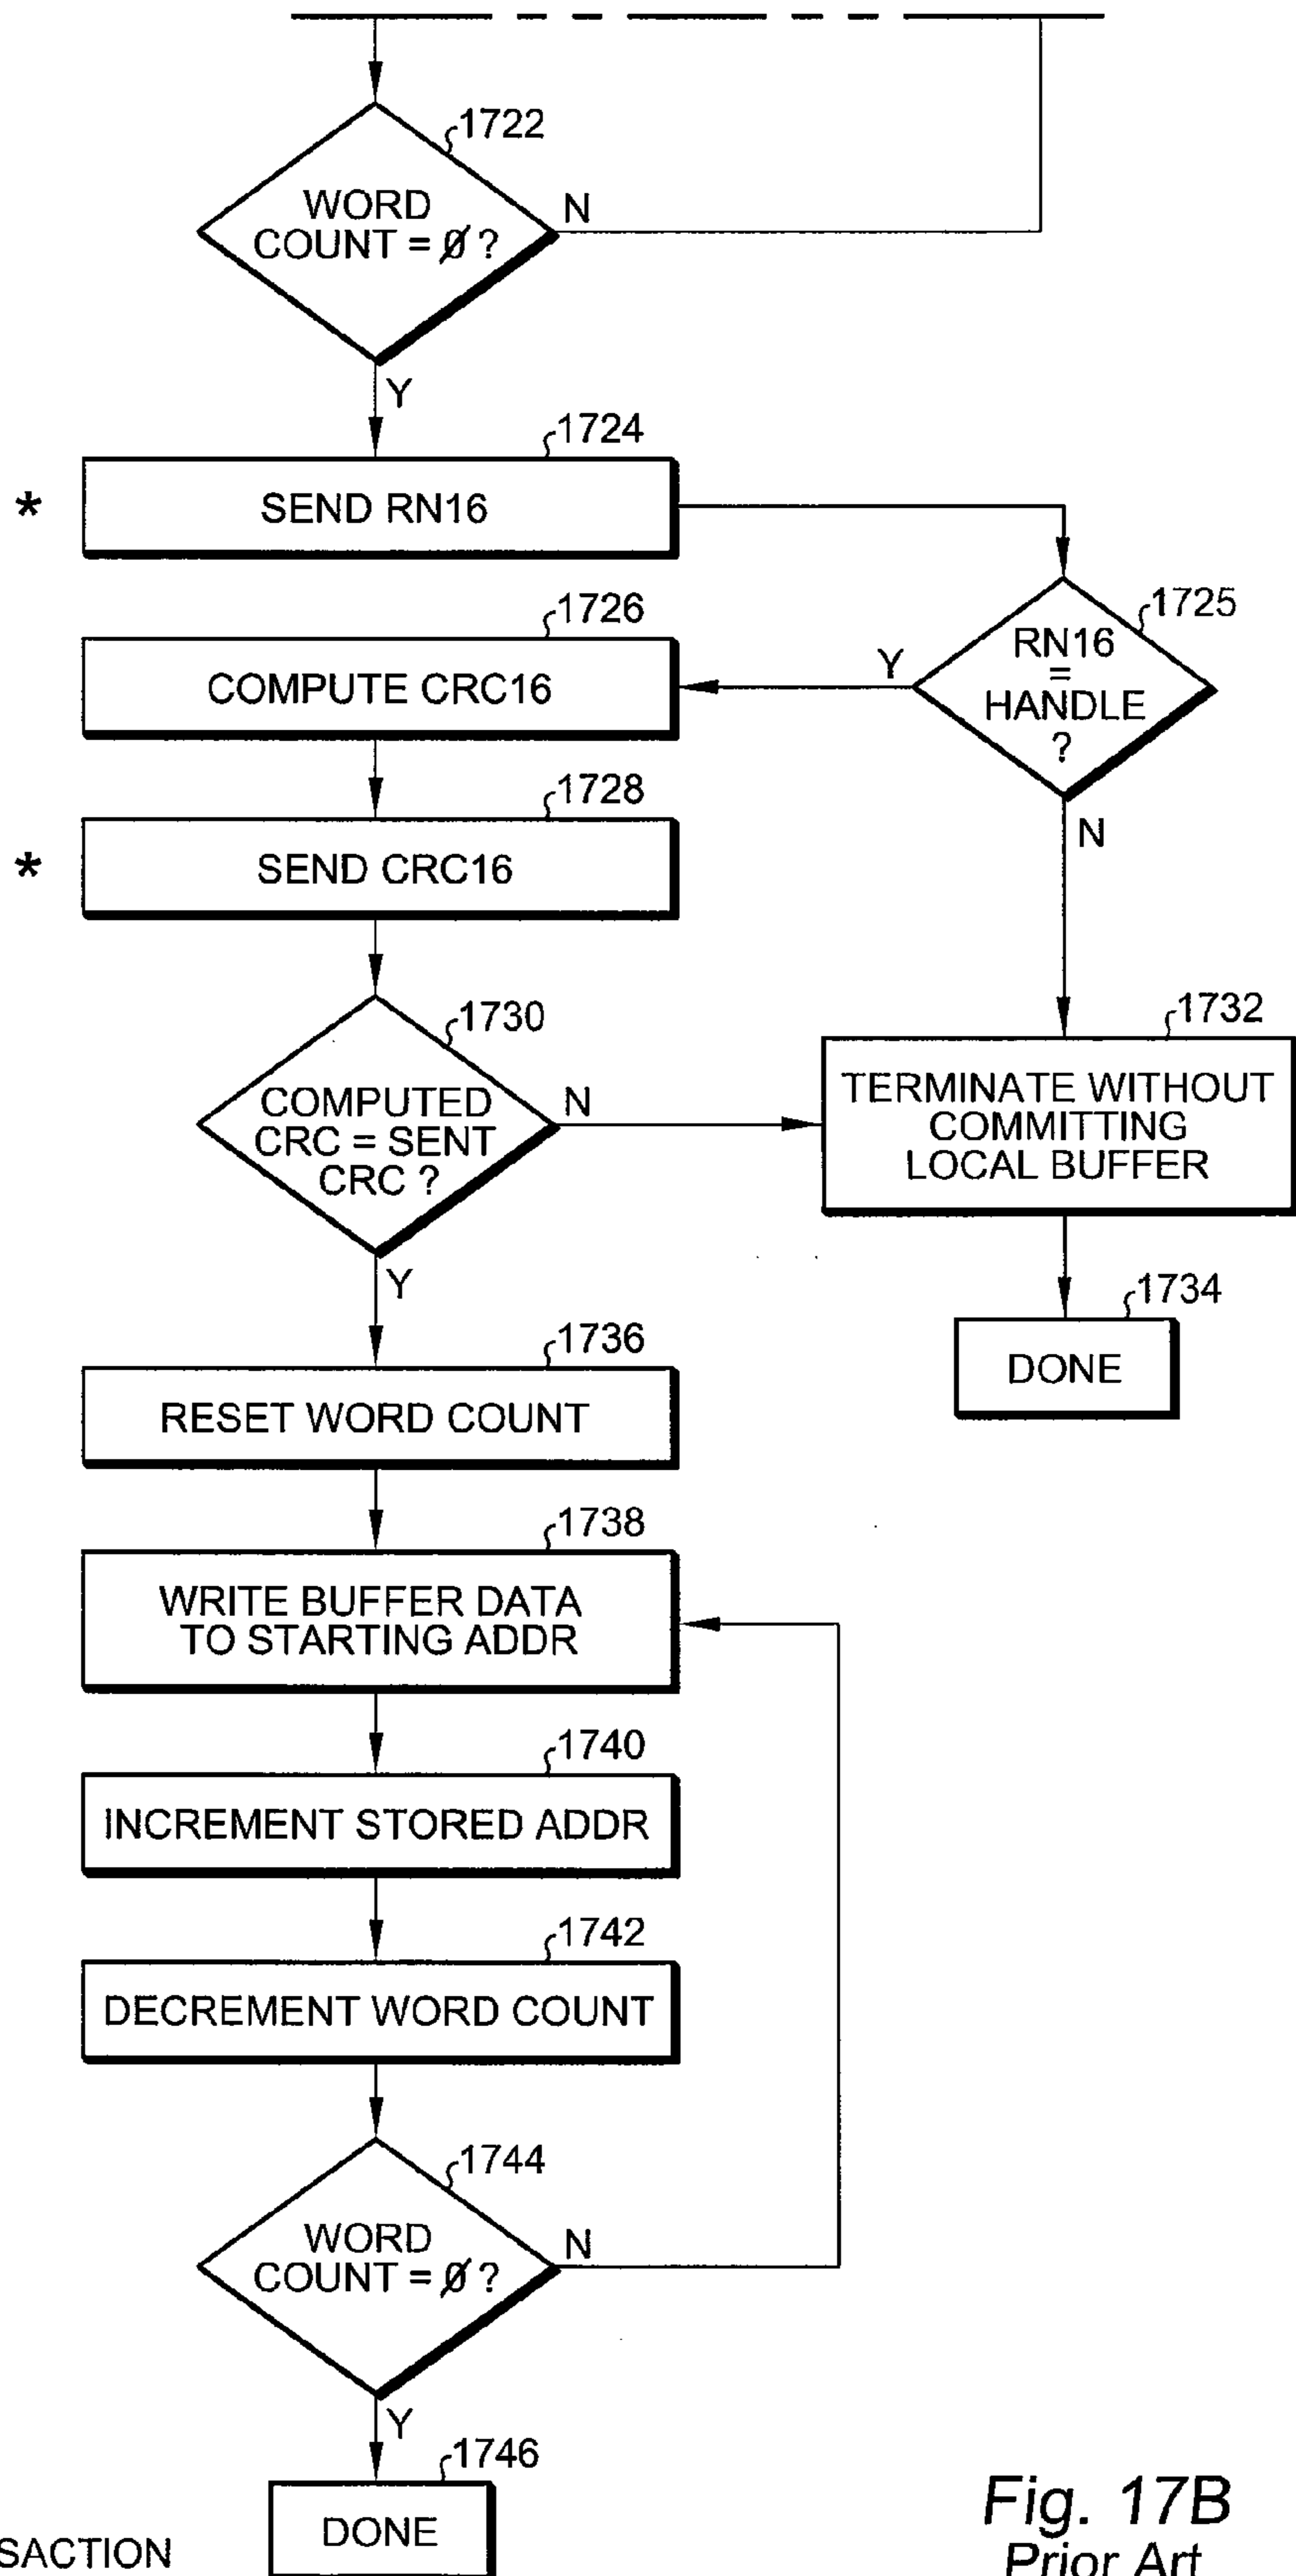 1722
WORD
COUNT = Ø ?
N
Y
1724
*
SEND RN16
1725
RN16
=
HANDLE
?
Y
N
1726
COMPUTE CRC16
1728
*
SEND CRC16
1730
COMPUTED
CRC = SENT
CRC ?
N
Y
1732
TERMINATE WITHOUT
COMMITTING
LOCAL BUFFER
1734
DONE
1736
RESET WORD COUNT
1738
WRITE BUFFER DATA
TO STARTING ADDR
1740
INCREMENT STORED ADDR
1742
DECREMENT WORD COUNT
1744
WORD
COUNT = Ø ?
N
Y
1746
DONE
SACTION
Fig. 17B
Prior Art